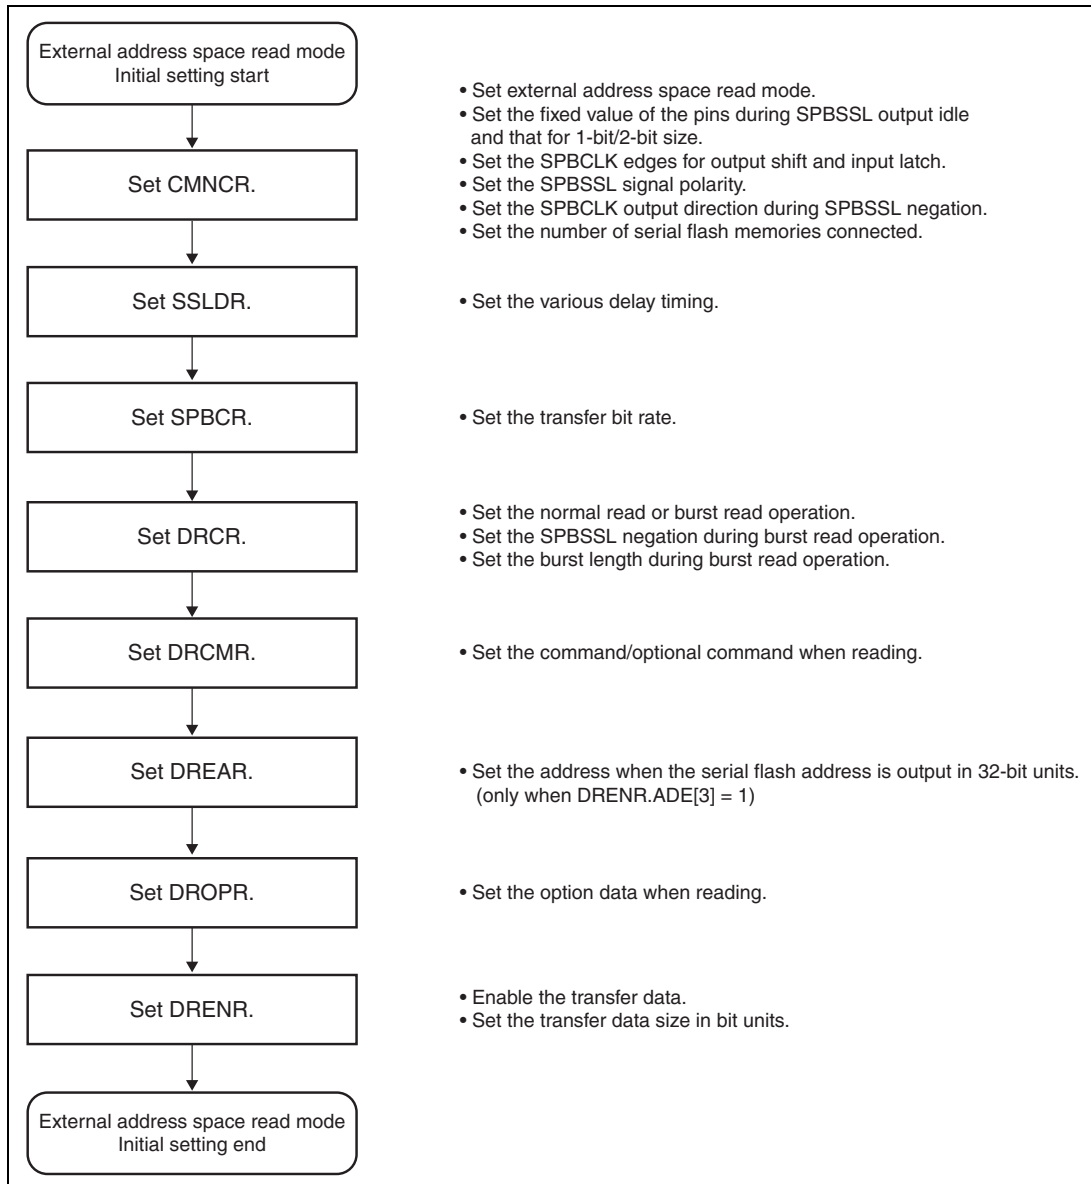 External address space read mode
Initial setting start
• Set external address space read mode.
• Set the fixed value of the pins during SPBSSL output idle
and that for 1-bit/2-bit size.
• Set the SPBCLK edges for output shift and input latch.
• Set the SPBSSL signal polarity.
• Set the SPBCLK output direction during SPBSSL negation.
• Set the number of serial flash memories connected.
Set CMNCR.
Set SSLDR.
• Set the various delay timing.
Set SPBCR.
• Set the transfer bit rate.
Set DRCR.
• Set the normal read or burst read operation.
• Set the SPBSSL negation during burst read operation.
• Set the burst length during burst read operation.
Set DRCMR.
• Set the command/optional command when reading.
Set DREAR.
• Set the address when the serial flash address is output in 32-bit units.
(only when DRENR.ADE[3] = 1)
Set DROPR.
• Set the option data when reading.
Set DRENR.
• Enable the transfer data.
• Set the transfer data size in bit units.
External address space read mode
Initial setting end